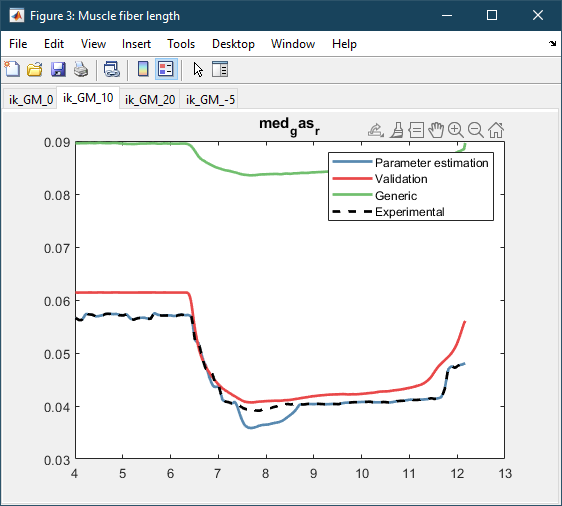 Figure 3: Muscle fiber length
File Edit View Insert Tools Desktop Window Help
ik_GM_0 ik_GM_10 ik_GM_20 ik_GM_-5
med_gas_r
0.09
0.08
0.07
0.06
0.05
0.04
0.03
Parameter estimation
Validation
Generic
Experimental
4 5 6 7 8 9 10 11 12 13